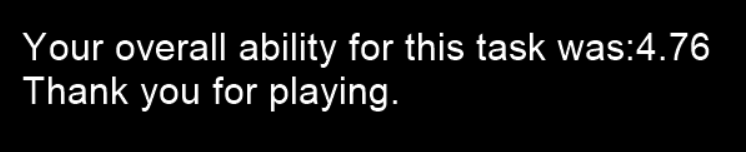 Your overall ability for this task was:4.76
Thank you for playing.